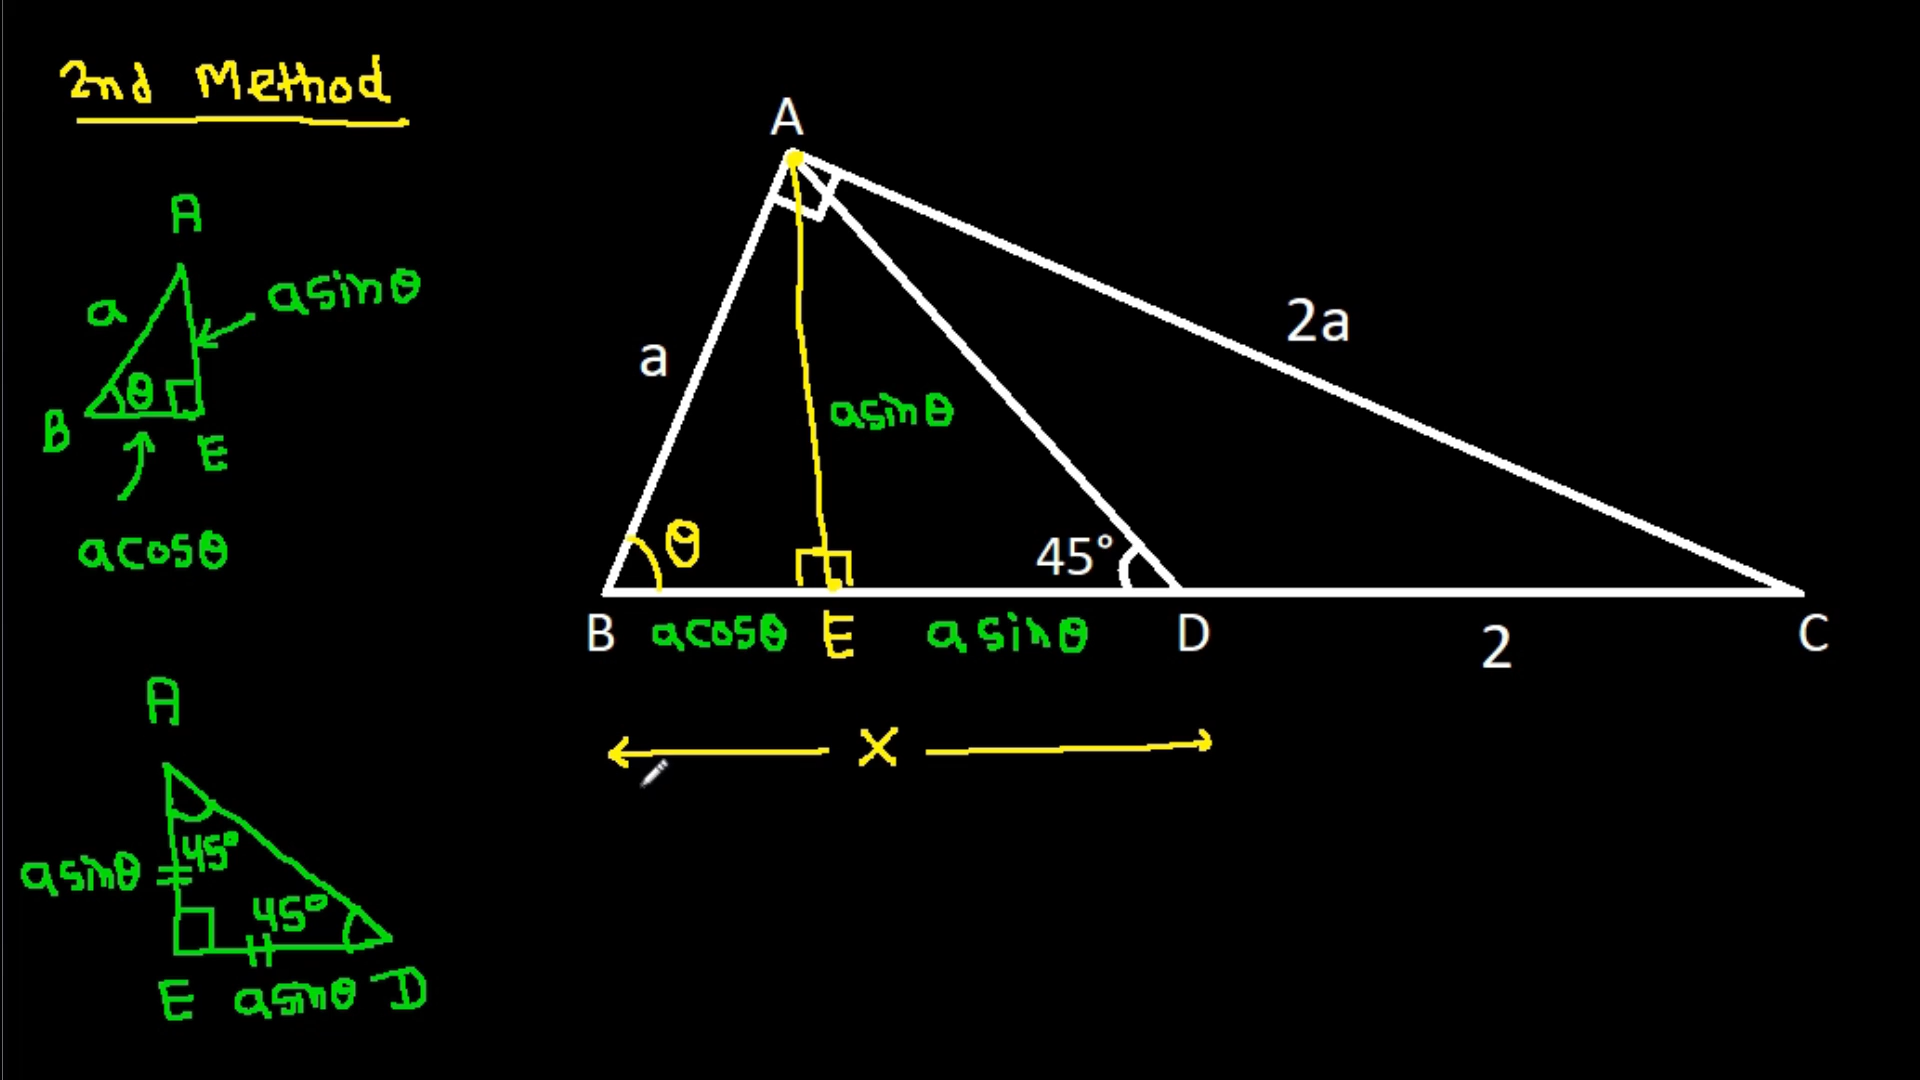 2nd Method
A
a
asinθ
θ
B
E
acosθ
A
45°
asinθ
45°
E
asinθ
D
A
a
2a
asinθ
θ
45°
B
acosθ
E
asinθ
D
2
C
x